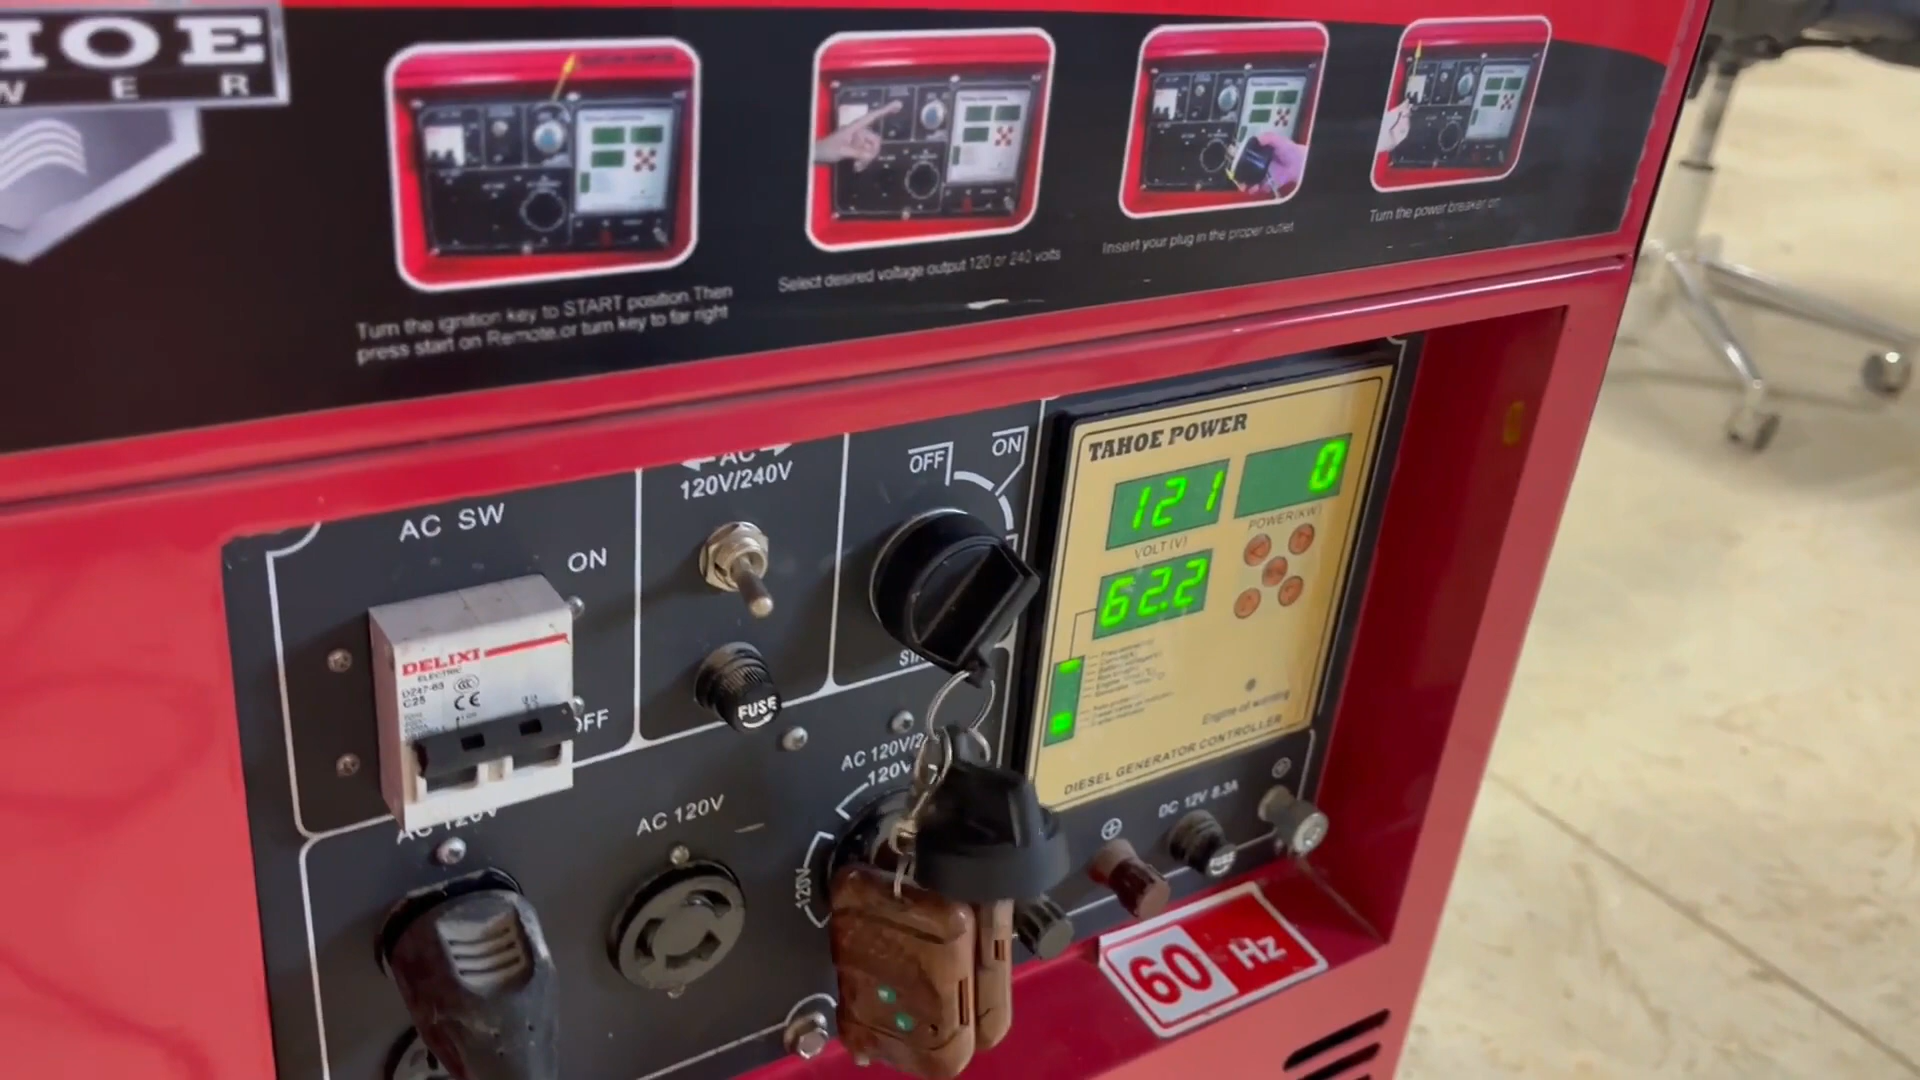 HOE
W E R
Turn the ignition key to START position.Then
press start on Remote.or turn key to far right
Select desired voltage output 120 or 240 volts
Insert your plug in the proper outlet
Turn the power breaker on
AC SW
ON
OFF
DELIXI
ELECTRIC
DZ47-63
C25
CE
AC
120V/240V
FUSE
OFF
ON
TAHOE POWER
121
VOLT (V)
0
POWER(KW)
62.2
Engine oil warning
DIESEL GENERATOR CONTROLLER
AC 120V
AC 120V
AC 120V/2
120V
120V
DC 12V 8.3A
FUSE
60 Hz